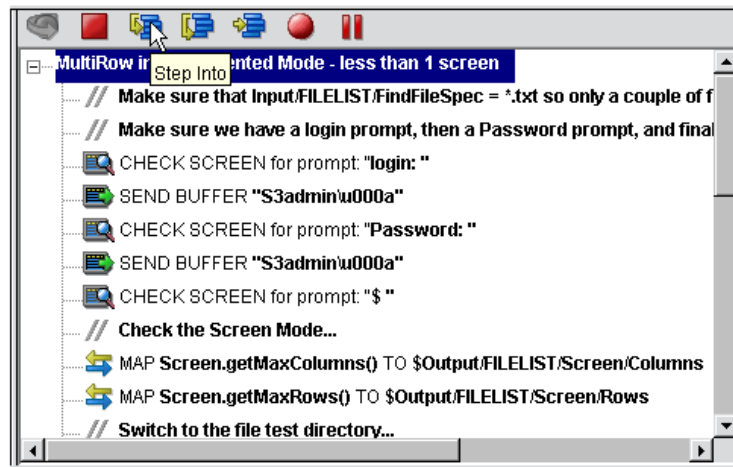 Step Into
MultiRow in ented Mode - less than 1 screen
// Make sure that Input/FILELIST/FindFileSpec = *.txt so only a couple of f
// Make sure we have a login prompt, then a Password prompt, and final
CHECK SCREEN for prompt: "login: "
SEND BUFFER "S3admin\u000a"
CHECK SCREEN for prompt: "Password: "
SEND BUFFER "S3admin\u000a"
CHECK SCREEN for prompt: "$ "
// Check the Screen Mode...
MAP Screen.getMaxColumns() TO $Output/FILELIST/Screen/Columns
MAP Screen.getMaxRows() TO $Output/FILELIST/Screen/Rows
// Switch to the file test directory...